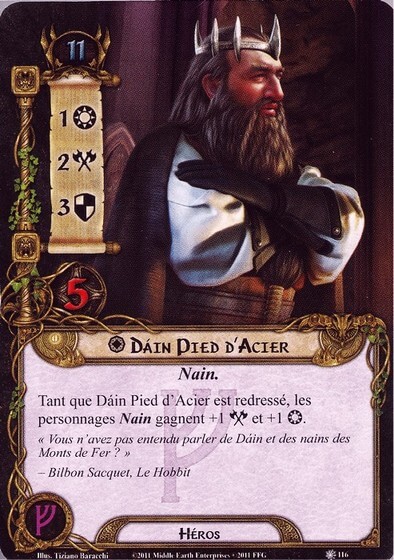 11
1
2
3
5
Dáin Pied d'Acier
Nain.
Tant que Dáin Pied d'Acier est redressé, les
personnages Nain gagnent +1 et +1 .
« Vous n'avez pas entendu parler de Dáin et des nains des
Monts de Fer ? »
– Bilbon Sacquet, Le Hobbit
Héros
Illus. Tiziano Baracchi ©2011 Middle Earth Enterprises • 2011 FFG 116